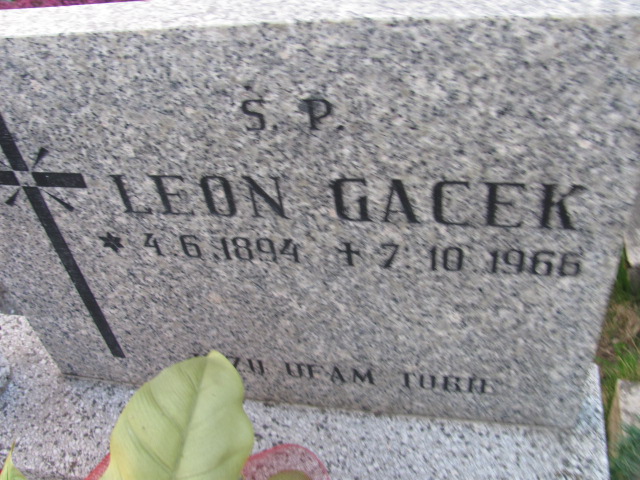 Ś. P.
LEON GACEK
* 4.6.1894 + 7.10 1966
UFAM TOBIE